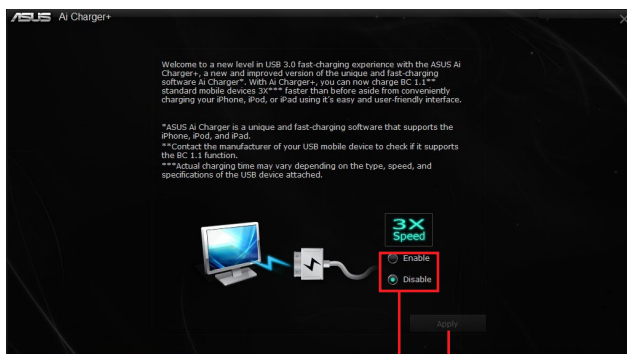 ASUS Ai Charger+
Welcome to a new level in USB 3.0 fast-charging experience with the ASUS Ai
Charger+, a new and improved version of the unique and fast-charging
software Ai Charger*. With Ai Charger+, you can now charge BC 1.1**
standard mobile devices 3X*** faster than before aside from conveniently
charging your iPhone, iPod, or iPad using it's easy and user-friendly interface.
*ASUS Ai Charger is a unique and fast-charging software that supports the
iPhone, iPod, and iPad.
**Contact the manufacturer of your USB mobile device to check if it supports
the BC 1.1 function.
***Actual charging time may vary depending on the type, speed, and
specifications of the USB device attached.
3X
Speed
Enable
Disable
Apply